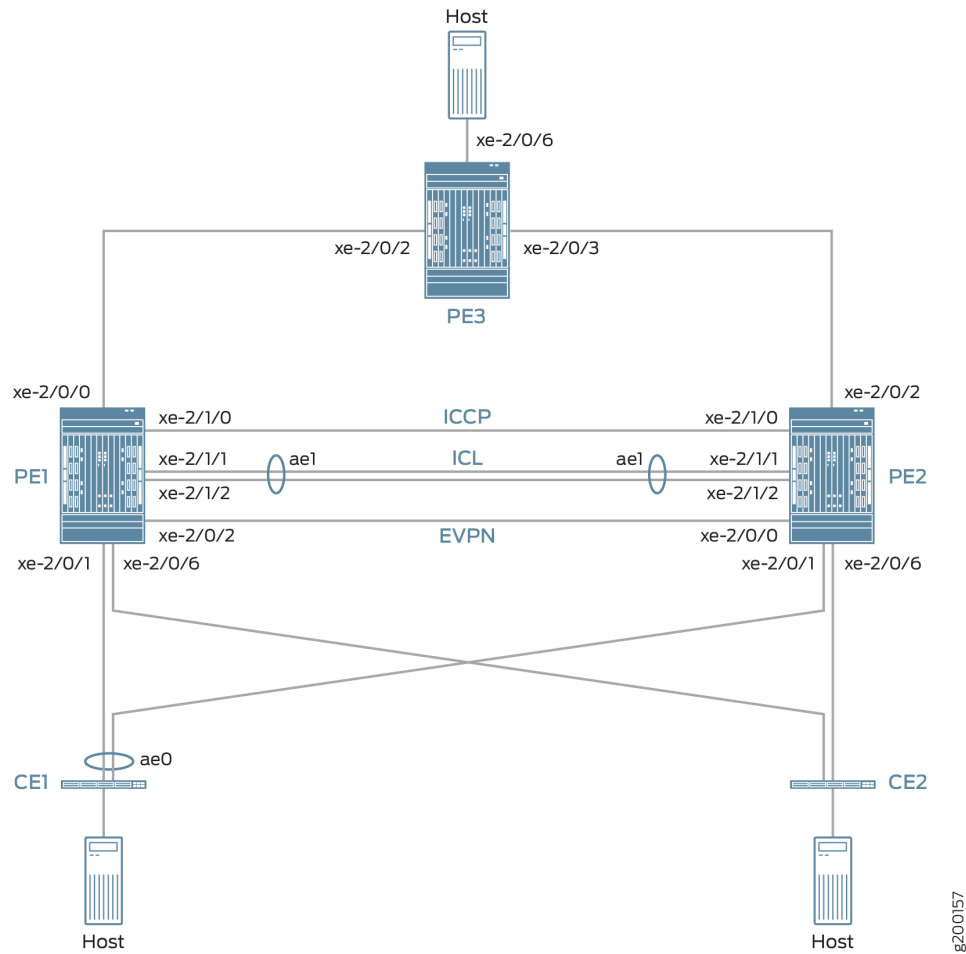 Host
xe-2/0/6
xe-2/0/2
xe-2/0/3
PE3
xe-2/0/0
xe-2/0/2
xe-2/1/0
ICCP
xe-2/1/0
xe-2/1/1
ae1
ICL
ae1
xe-2/1/1
PE1
PE2
xe-2/1/2
xe-2/1/2
xe-2/0/2
EVPN
xe-2/0/0
xe-2/0/1
xe-2/0/6
xe-2/0/1
xe-2/0/6
ae0
CE1
CE2
Host
Host
g200157